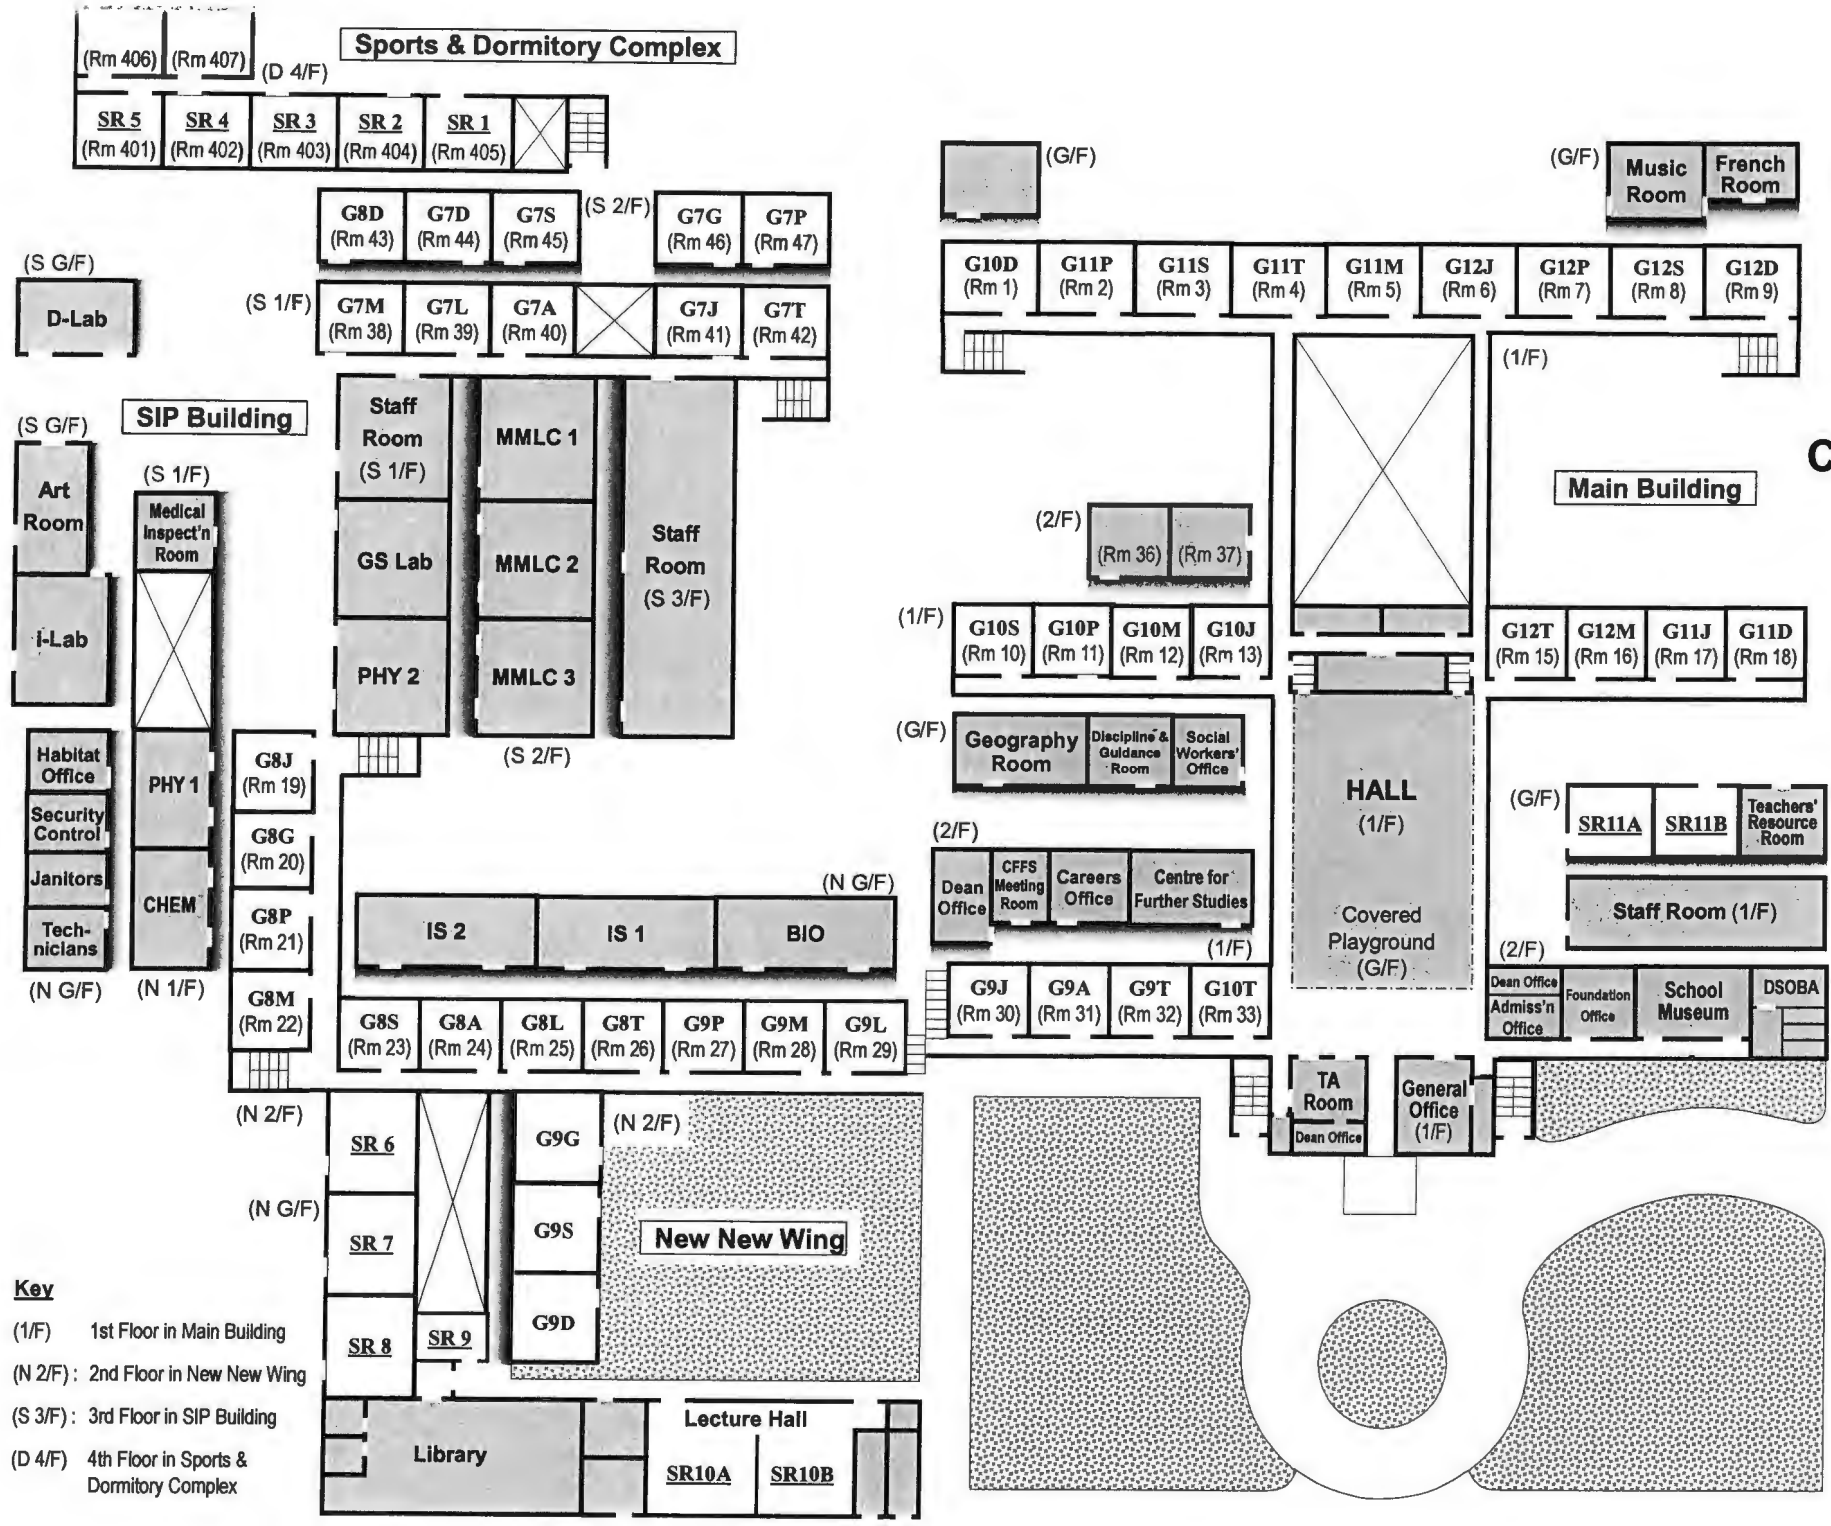 Sports & Dormitory Complex
(Rm 406)
(Rm 407)
(D 4/F)
SR 5
(Rm 401)
SR 4
(Rm 402)
SR 3
(Rm 403)
SR 2
(Rm 404)
SR 1
(Rm 405)
G8D
(Rm 43)
G7D
(Rm 44)
G7S
(Rm 45)
(S 2/F)
G7G
(Rm 46)
G7P
(Rm 47)
(S G/F)
D-Lab
(S 1/F)
G7M
(Rm 38)
G7L
(Rm 39)
G7A
(Rm 40)
G7J
(Rm 41)
G7T
(Rm 42)
SIP Building
(S G/F)
Art
Room
i-Lab
(S 1/F)
Medical
Inspect'n
Room
PHY 1
CHEM
(N 1/F)
Habitat
Office
Security
Control
Janitors
Tech-
nicians
(N G/F)
Staff
Room
(S 1/F)
GS Lab
PHY 2
MMLC 1
MMLC 2
MMLC 3
(S 2/F)
Staff
Room
(S 3/F)
G8J
(Rm 19)
G8G
(Rm 20)
G8P
(Rm 21)
G8M
(Rm 22)
(N G/F)
IS 2
IS 1
BIO
G8S
(Rm 23)
G8A
(Rm 24)
G8L
(Rm 25)
G8T
(Rm 26)
G9P
(Rm 27)
G9M
(Rm 28)
G9L
(Rm 29)
(N 2/F)
SR 6
(N G/F)
SR 7
SR 8
SR 9
G9G
G9S
G9D
(N 2/F)
New New Wing
Library
Lecture Hall
SR10A
SR10B
Key
(1/F) 1st Floor in Main Building
(N 2/F) : 2nd Floor in New New Wing
(S 3/F) : 3rd Floor in SIP Building
(D 4/F) 4th Floor in Sports &
Dormitory Complex
(G/F)
(G/F)
Music
Room
French
Room
G10D
(Rm 1)
G11P
(Rm 2)
G11S
(Rm 3)
G11T
(Rm 4)
G11M
(Rm 5)
G12J
(Rm 6)
G12P
(Rm 7)
G12S
(Rm 8)
G12D
(Rm 9)
(1/F)
C
Main Building
(2/F)
(Rm 36)
(Rm 37)
(1/F)
G10S
(Rm 10)
G10P
(Rm 11)
G10M
(Rm 12)
G10J
(Rm 13)
G12T
(Rm 15)
G12M
(Rm 16)
G11J
(Rm 17)
G11D
(Rm 18)
(G/F)
Geography
Room
Discipline &
Guidance
Room
Social
Workers'
Office
HALL
(1/F)
Covered
Playground
(G/F)
(G/F)
SR11A
SR11B
Teachers'
Resource
Room
Staff Room (1/F)
(2/F)
Dean
Office
CFFS
Meeting
Room
Careers
Office
Centre for
Further Studies
(1/F)
G9J
(Rm 30)
G9A
(Rm 31)
G9T
(Rm 32)
G10T
(Rm 33)
(2/F)
Dean Office
Admiss'n
Office
Foundation
Office
School
Museum
DSOBA
TA
Room
Dean Office
General
Office
(1/F)